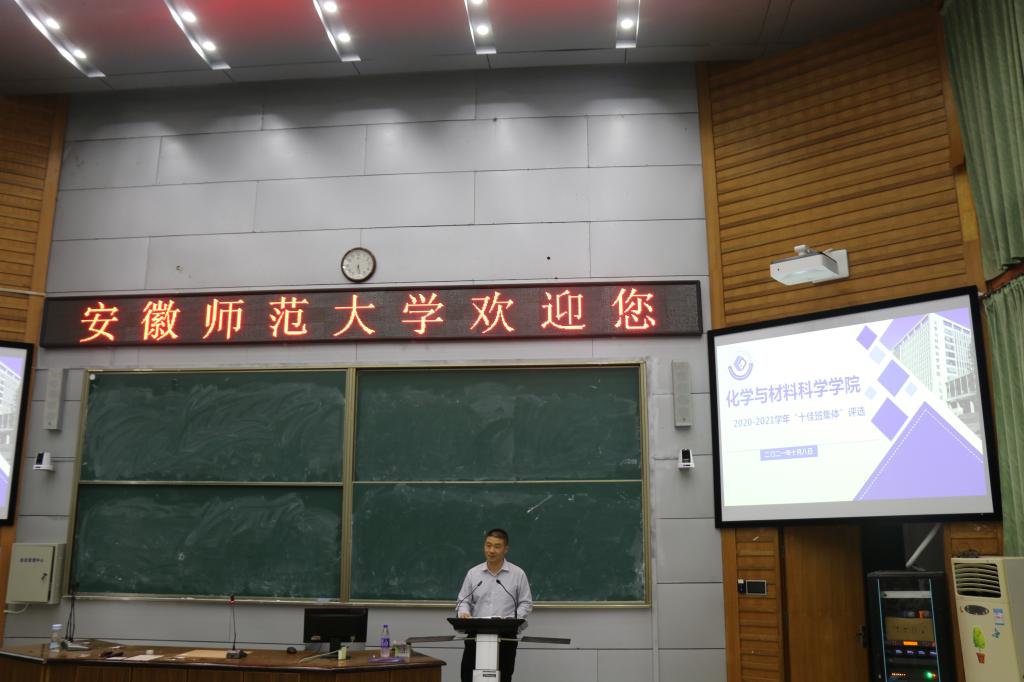 安徽师范大学欢迎您
化学与材料科学学院
2020-2021学年“十佳班集体”评选
二〇二一年十月八日